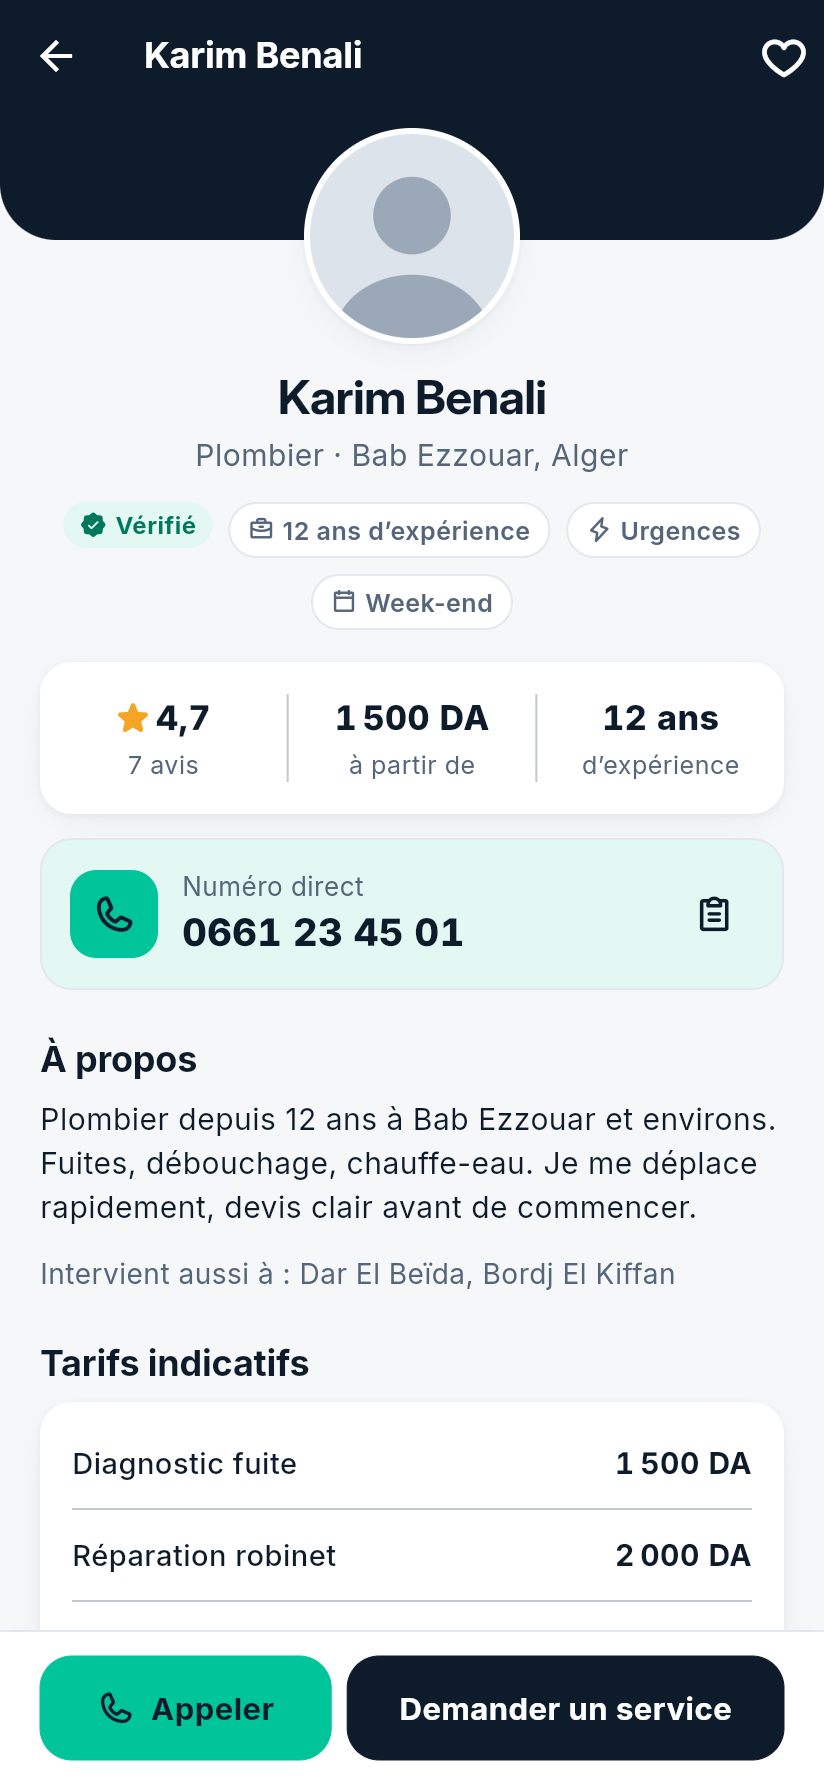 Karim Benali
Karim Benali
Plombier · Bab Ezzouar, Alger
Vérifié
12 ans d’expérience
Urgences
Week-end
4,7
7 avis
1 500 DA
à partir de
12 ans
d’expérience
Numéro direct
0661 23 45 01
À propos
Plombier depuis 12 ans à Bab Ezzouar et environs.
Fuites, débouchage, chauffe-eau. Je me déplace
rapidement, devis clair avant de commencer.
Intervient aussi à : Dar El Beïda, Bordj El Kiffan
Tarifs indicatifs
Diagnostic fuite 1 500 DA
Réparation robinet 2 000 DA
Appeler
Demander un service